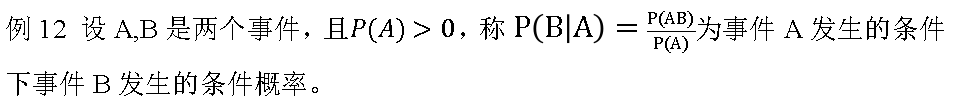 例 12 设 A,B 是两个事件，且P(A) > 0，称 P(B|A) = P(AB)/P(A)为事件 A 发生的条件
下事件 B 发生的条件概率。